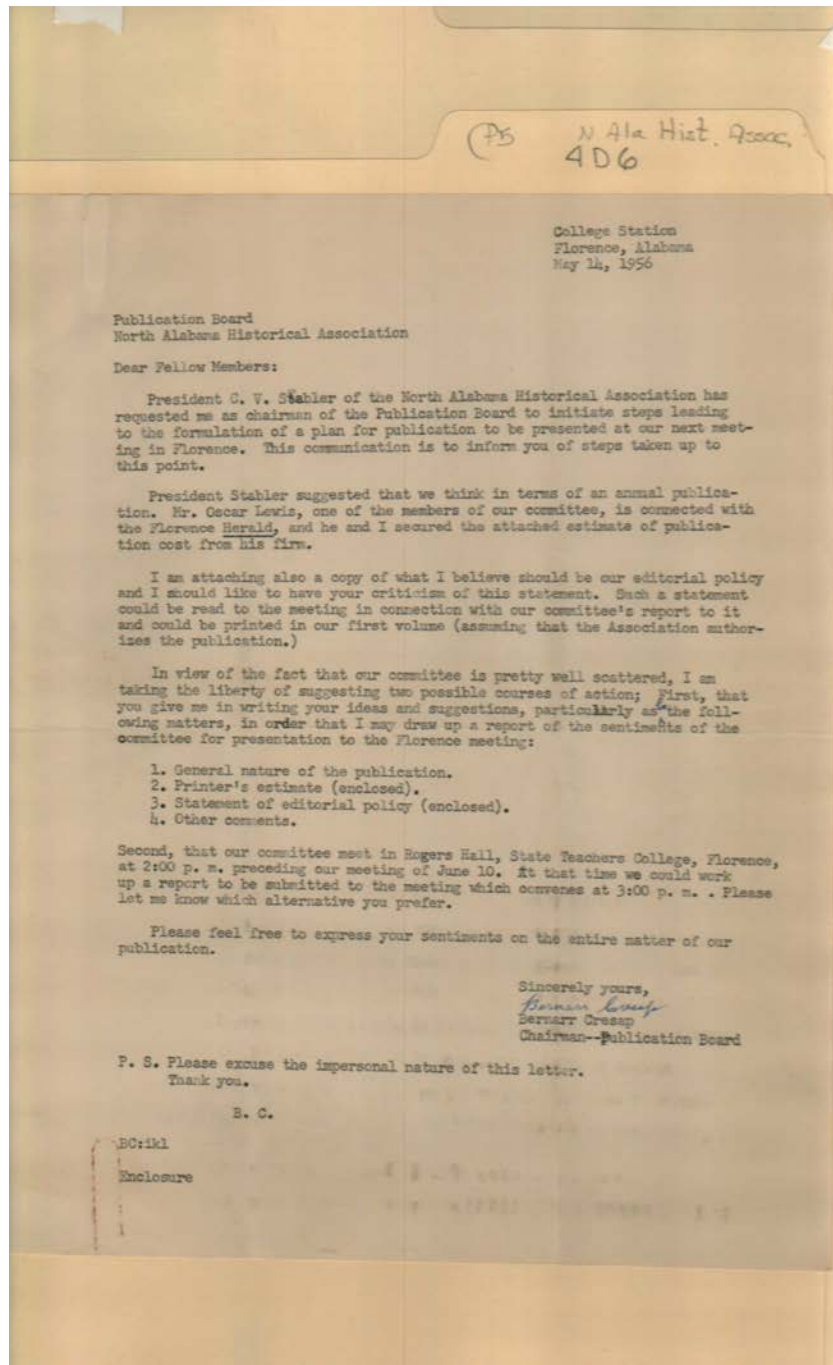 P5 N Ala Hist. Assoc.
4D6
College Station
Florence, Alabama
May 14, 1956
Publication Board
North Alabama Historical Association
Dear Fellow Members:
President C. V. Stabler of the North Alabama Historical Association has
requested me as chairman of the Publication Board to initiate steps leading
to the formulation of a plan for publication to be presented at our next meet-
ing in Florence. This communication is to inform you of steps taken up to
this point.
President Stabler suggested that we think in terms of an annual publica-
tion. Mr. Oscar Lewis, one of the members of our committee, is connected with
the Florence Herald, and he and I secured the attached estimate of publica-
tion cost from his firm.
I am attaching also a copy of what I believe should be our editorial policy
and I should like to have your criticism of this statement. Such a statement
could be read to the meeting in connection with our committee's report to it
and could be printed in our first volume (assuming that the Association author-
izes the publication.)
In view of the fact that our committee is pretty well scattered, I am
taking the liberty of suggesting two possible courses of action; First, that
you give me in writing your ideas and suggestions, particularly as to the foll-
owing matters, in order that I may draw up a report of the sentiments of the
committee for presentation to the Florence meeting:
1. General nature of the publication.
2. Printer's estimate (enclosed).
3. Statement of editorial policy (enclosed).
4. Other comments.
Second, that our committee meet in Rogers Hall, State Teachers College, Florence,
at 2:00 p. m. preceding our meeting of June 10. At that time we could work
up a report to be submitted to the meeting which convenes at 3:00 p. m. . Please
let me know which alternative you prefer.
Please feel free to express your sentiments on the entire matter of our
publication.
Sincerely yours,
Bernarr Cresap
Bernarr Cresap
Chairman--Publication Board
P. S. Please excuse the impersonal nature of this letter.
Thank you.
B. C.
BC:ikl
Enclosure